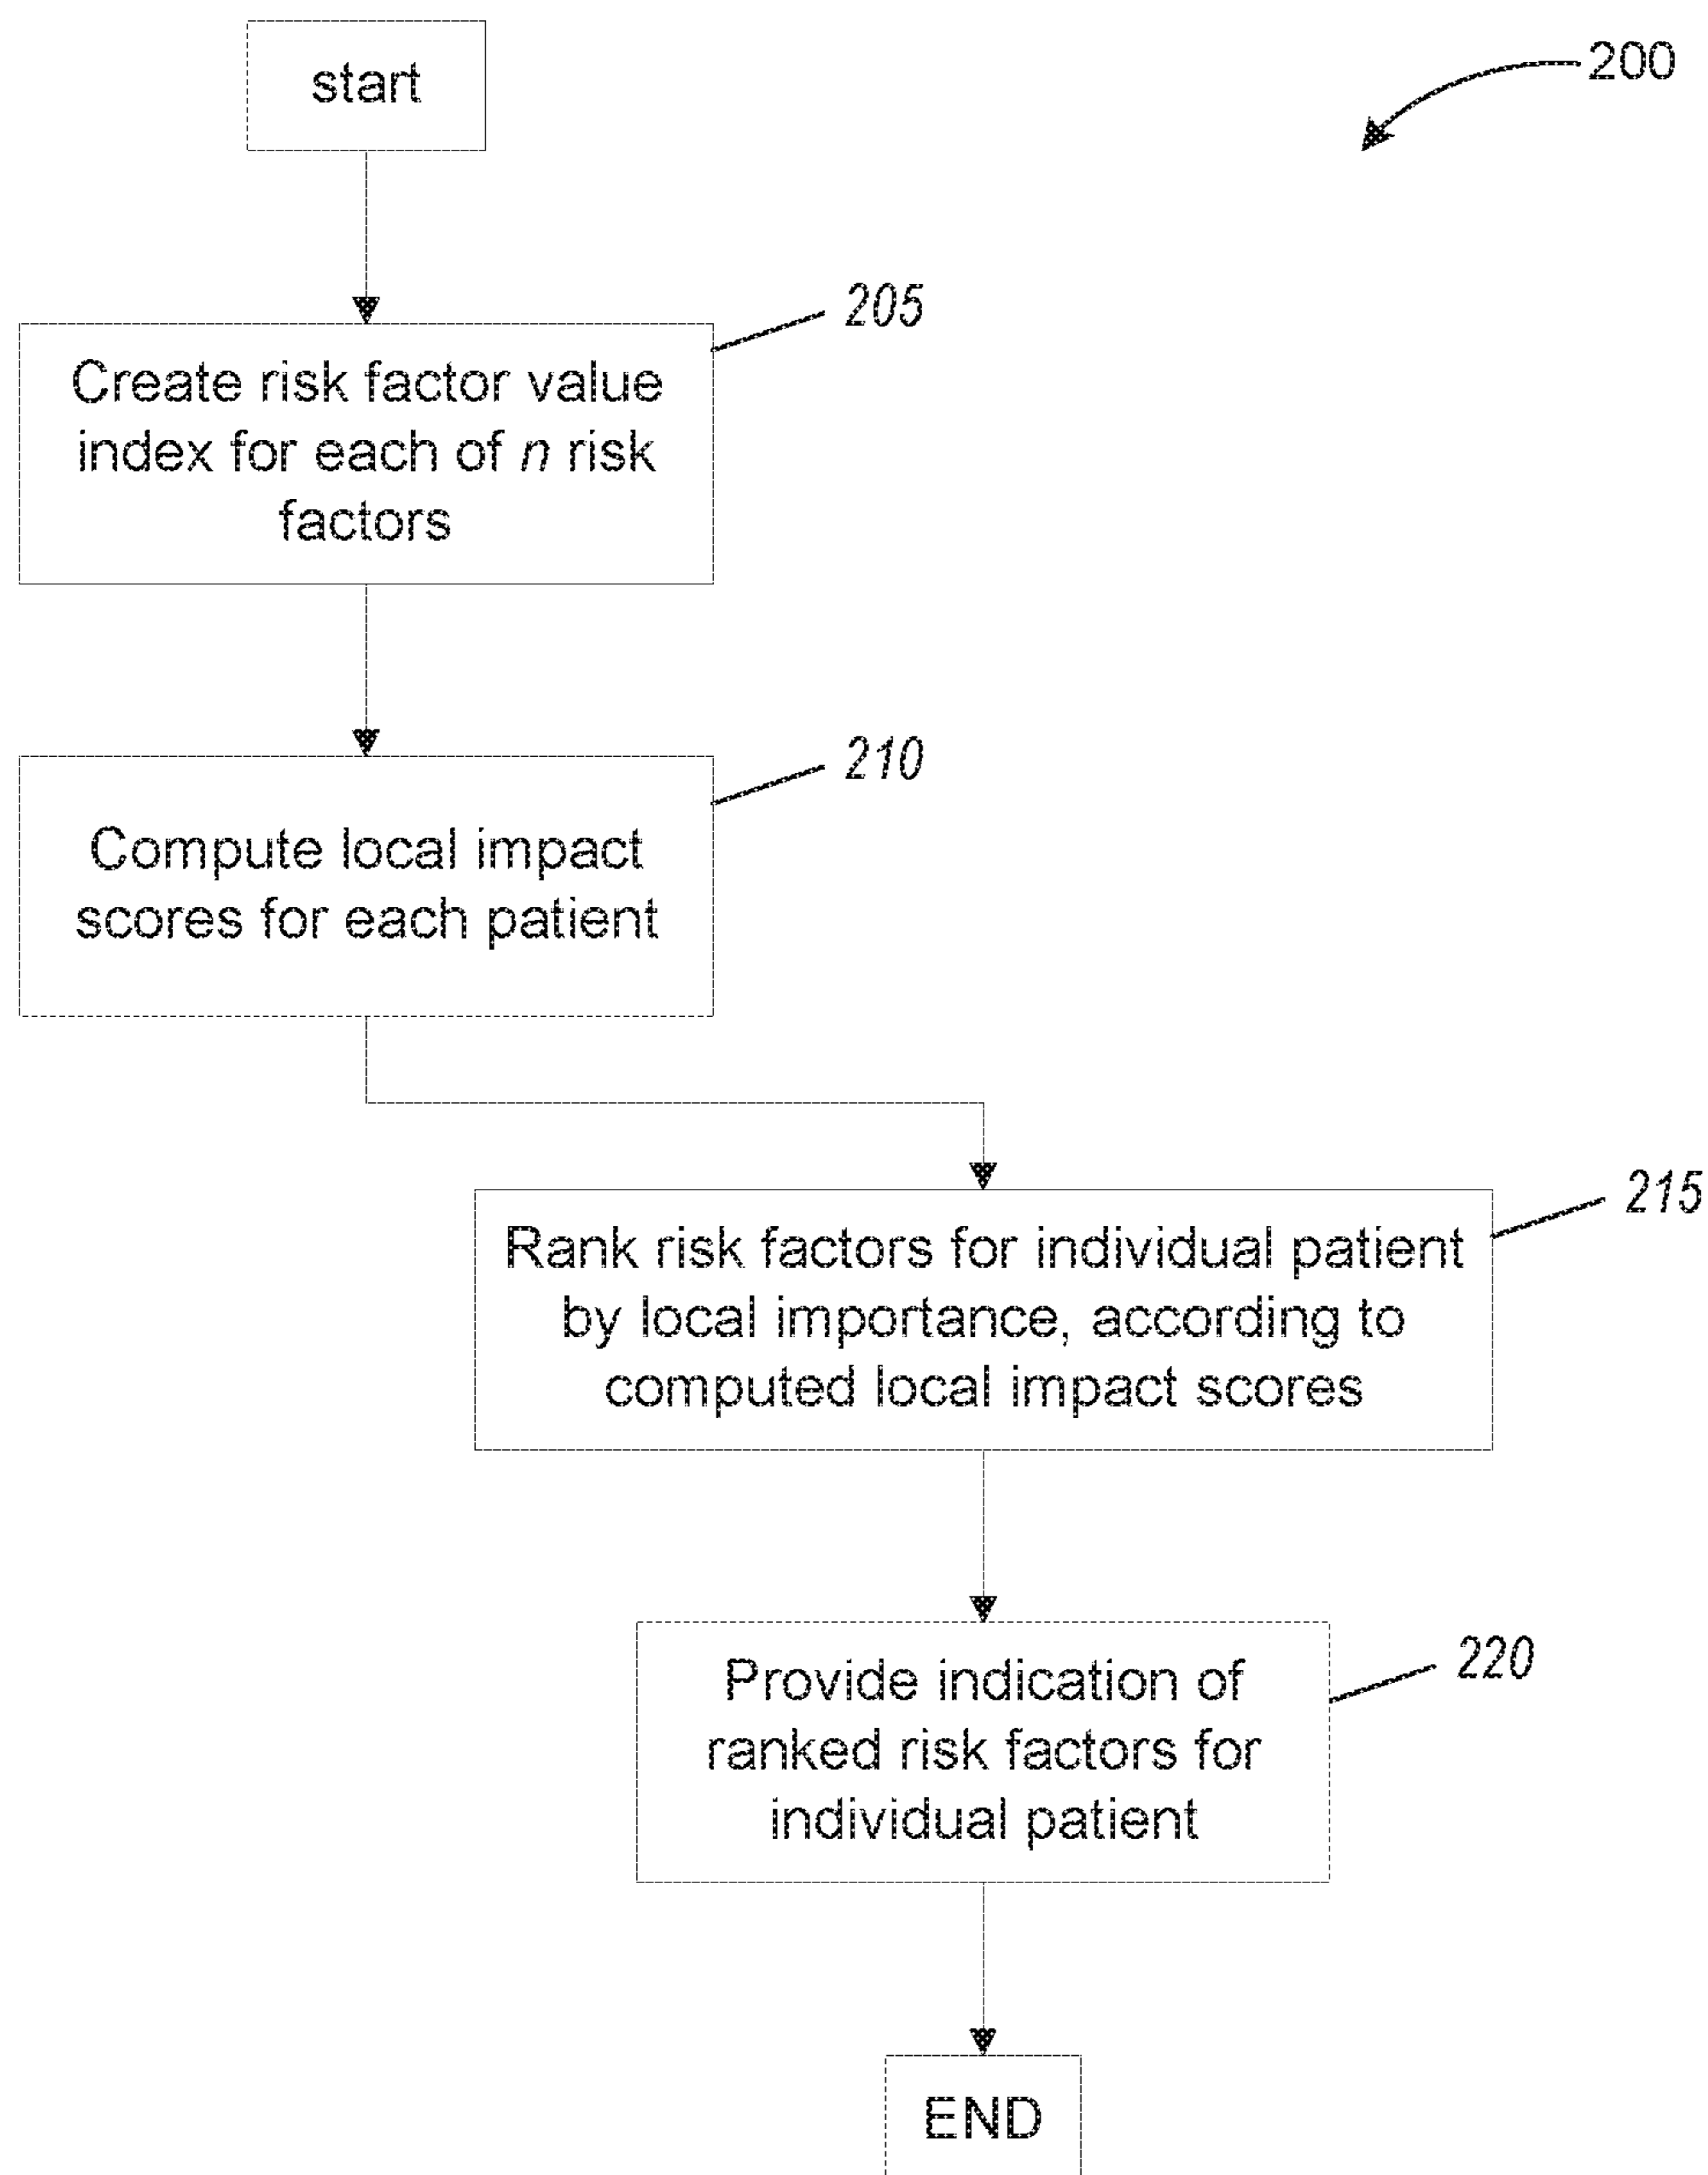 start
200
205
Create risk factor value
index for each of n risk
factors
210
Compute local impact
scores for each patient
215
Rank risk factors for individual patient
by local importance, according to
computed local impact scores
220
Provide indication of
ranked risk factors for
individual patient
END